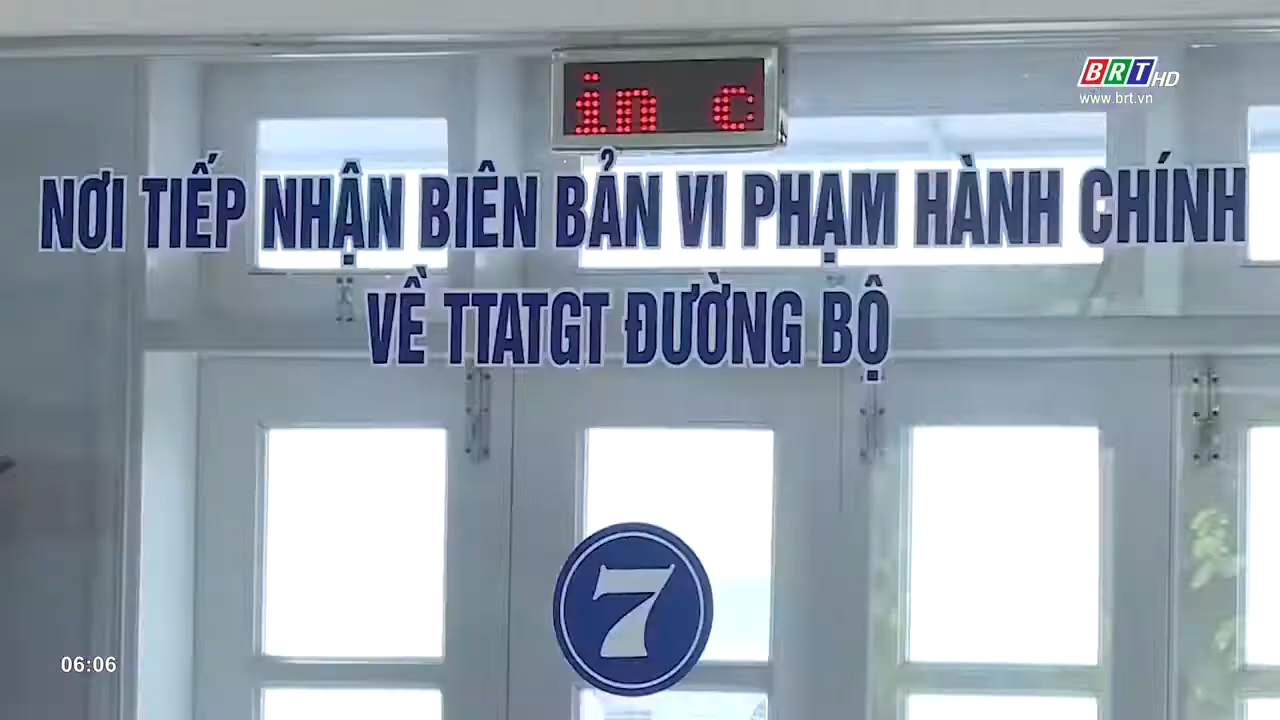 BRT HD
www.brt.vn
in c
NƠI TIẾP NHẬN BIÊN BẢN VI PHẠM HÀNH CHÍNH
VỀ TTATGT ĐƯỜNG BỘ
7
06:06